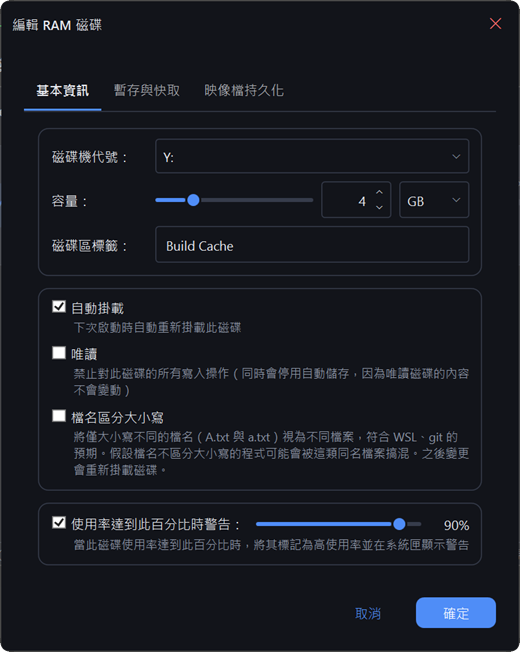 編輯 RAM 磁碟
基本資訊 暫存與快取 映像檔持久化
磁碟機代號： Y:
容量： 4 GB
磁碟區標籤： Build Cache
自動掛載
下次啟動時自動重新掛載此磁碟
唯讀
禁止對此磁碟的所有寫入操作（同時會停用自動儲存，因為唯讀磁碟的內容
不會變動）
檔名區分大小寫
將僅大小寫不同的檔名（A.txt 與 a.txt）視為不同檔案，符合 WSL、git 的
預期。假設檔名不區分大小寫的程式可能會被這類同名檔案搞混。之後變更
會重新掛載磁碟。
使用率達到此百分比時警告： 90%
當此磁碟使用率達到此百分比時，將其標記為高使用率並在系統匣顯示警告
取消 確定